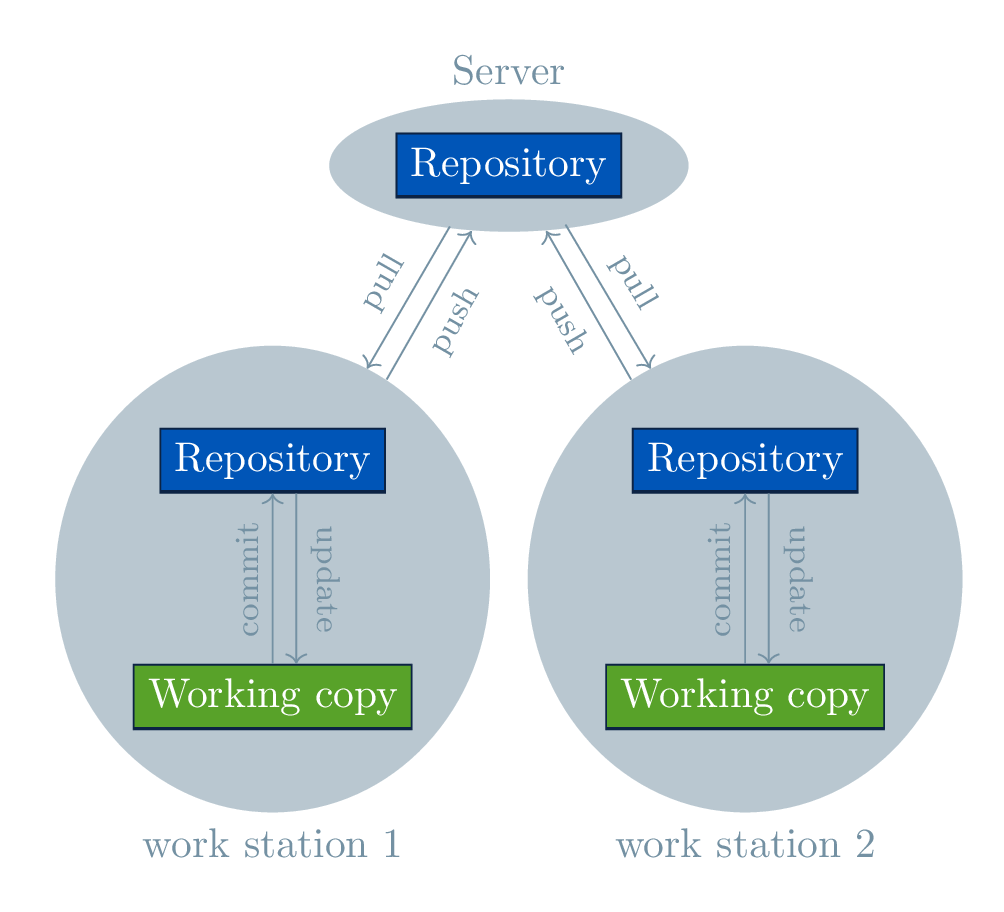 Server
Repository
pull
push
push
pull
Repository
Repository
commit
update
commit
update
Working copy
Working copy
work station 1
work station 2